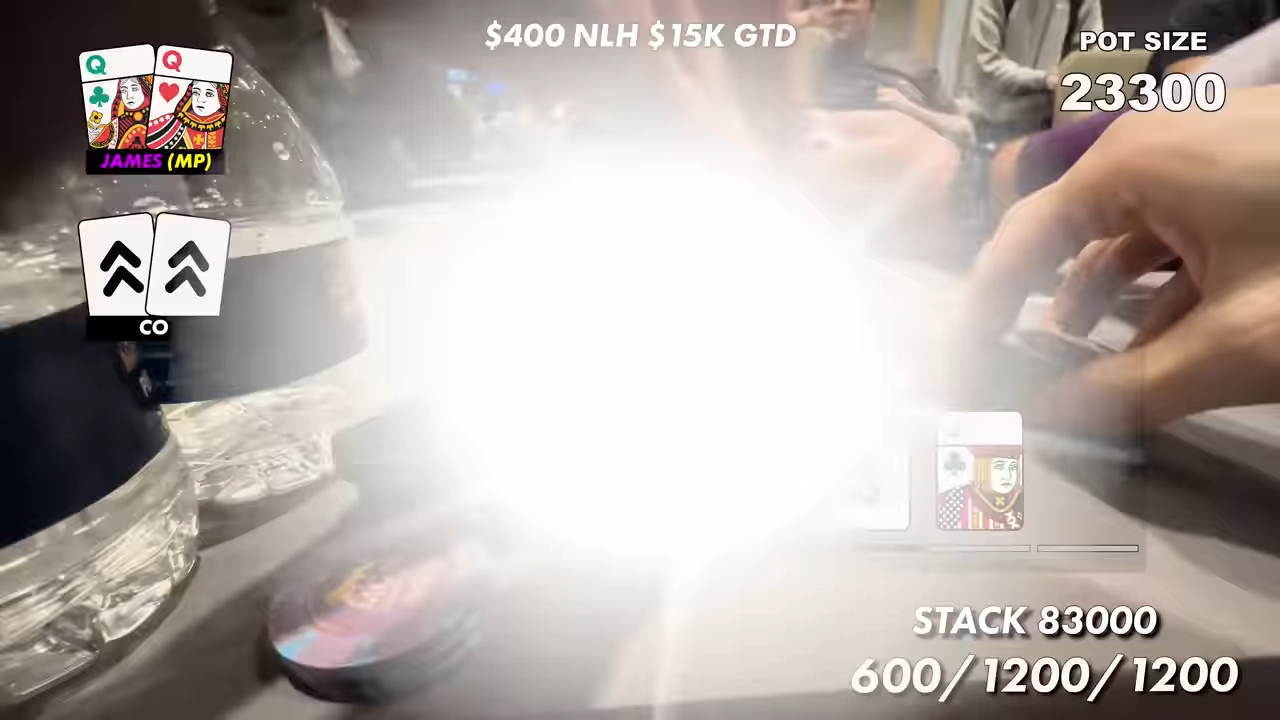 $400 NLH $15K GTD
POT SIZE
23300
Q Q
JAMES (MP)
CO
STACK 83000
600/1200/1200